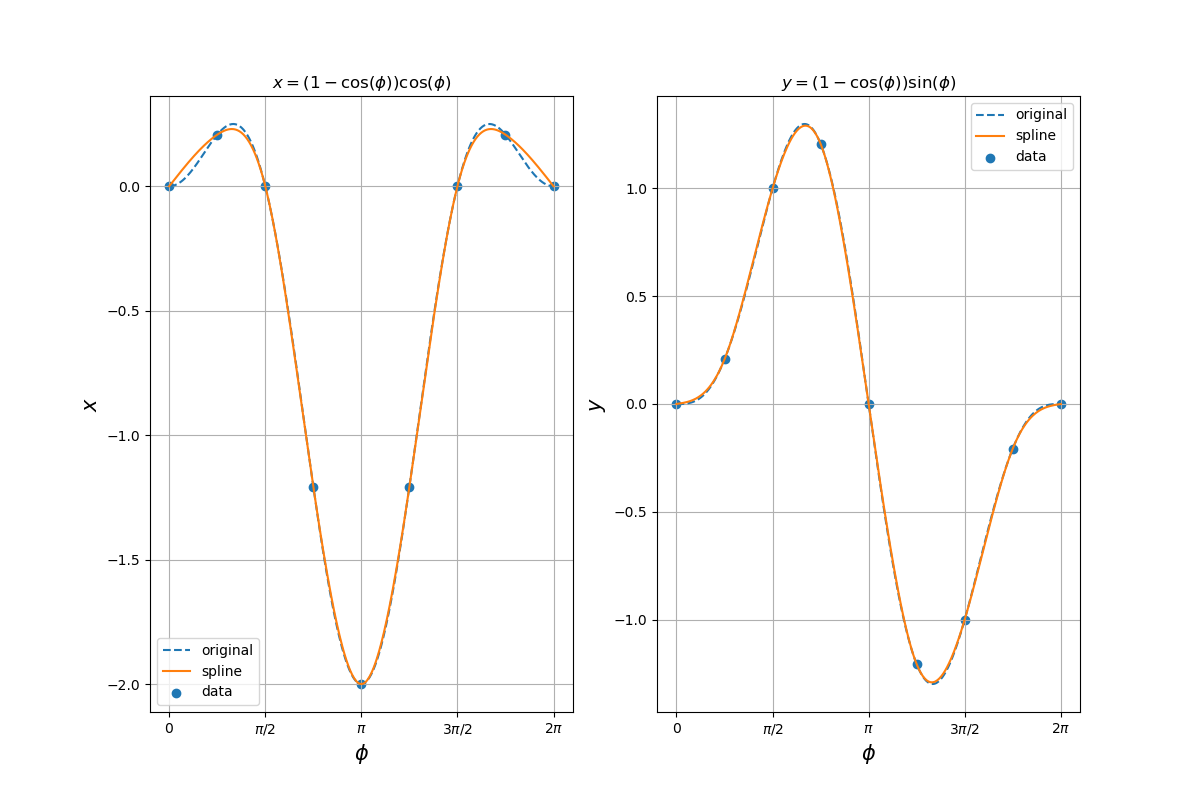 x = (1 − cos(ϕ))cos(ϕ)
0.0
−0.5
−1.0
−1.5
−2.0
x
0 π/2 π 3π/2 2π
ϕ
original
spline
data
y = (1 − cos(ϕ))sin(ϕ)
1.0
0.5
0.0
−0.5
−1.0
y
0 π/2 π 3π/2 2π
ϕ
original
spline
data